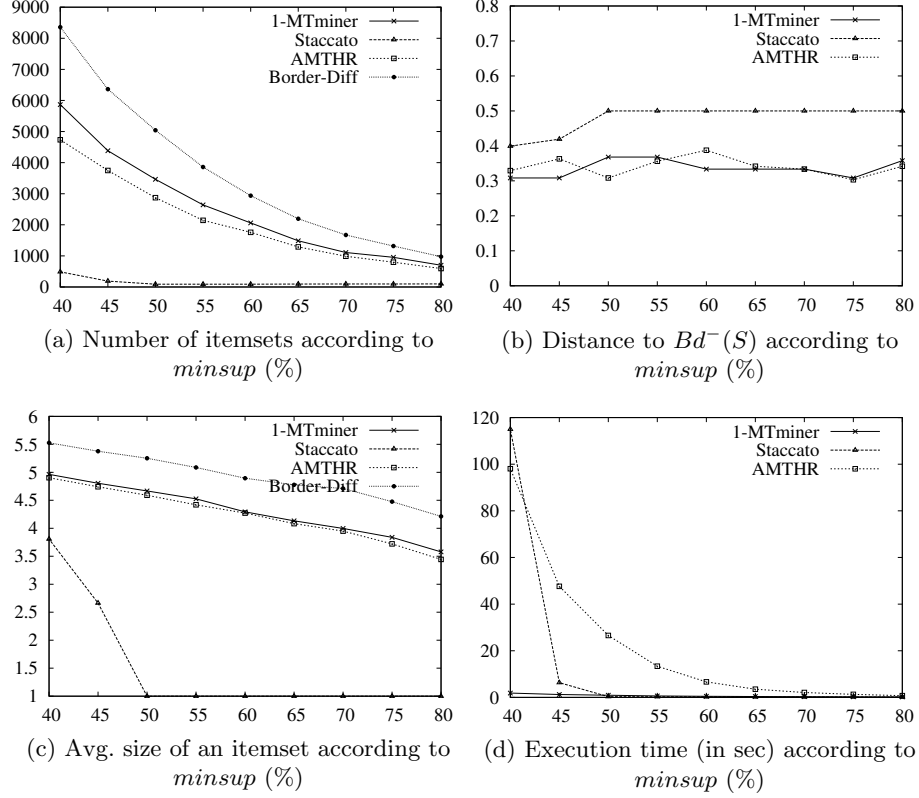 9000
8000
7000
6000
5000
4000
3000
2000
1000
0
40 45 50 55 60 65 70 75 80
1-MTminer
Staccato
AMTHR
Border-Diff
(a) Number of itemsets according to
minsup (%)
0.8
0.7
0.6
0.5
0.4
0.3
0.2
0.1
0
40 45 50 55 60 65 70 75 80
1-MTminer
Staccato
AMTHR
(b) Distance to Bd⁻(S) according to
minsup (%)
6
5.5
5
4.5
4
3.5
3
2.5
2
1.5
1
40 45 50 55 60 65 70 75 80
1-MTminer
Staccato
AMTHR
Border-Diff
(c) Avg. size of an itemset according to
minsup (%)
120
100
80
60
40
20
0
40 45 50 55 60 65 70 75 80
1-MTminer
Staccato
AMTHR
(d) Execution time (in sec) according to
minsup (%)